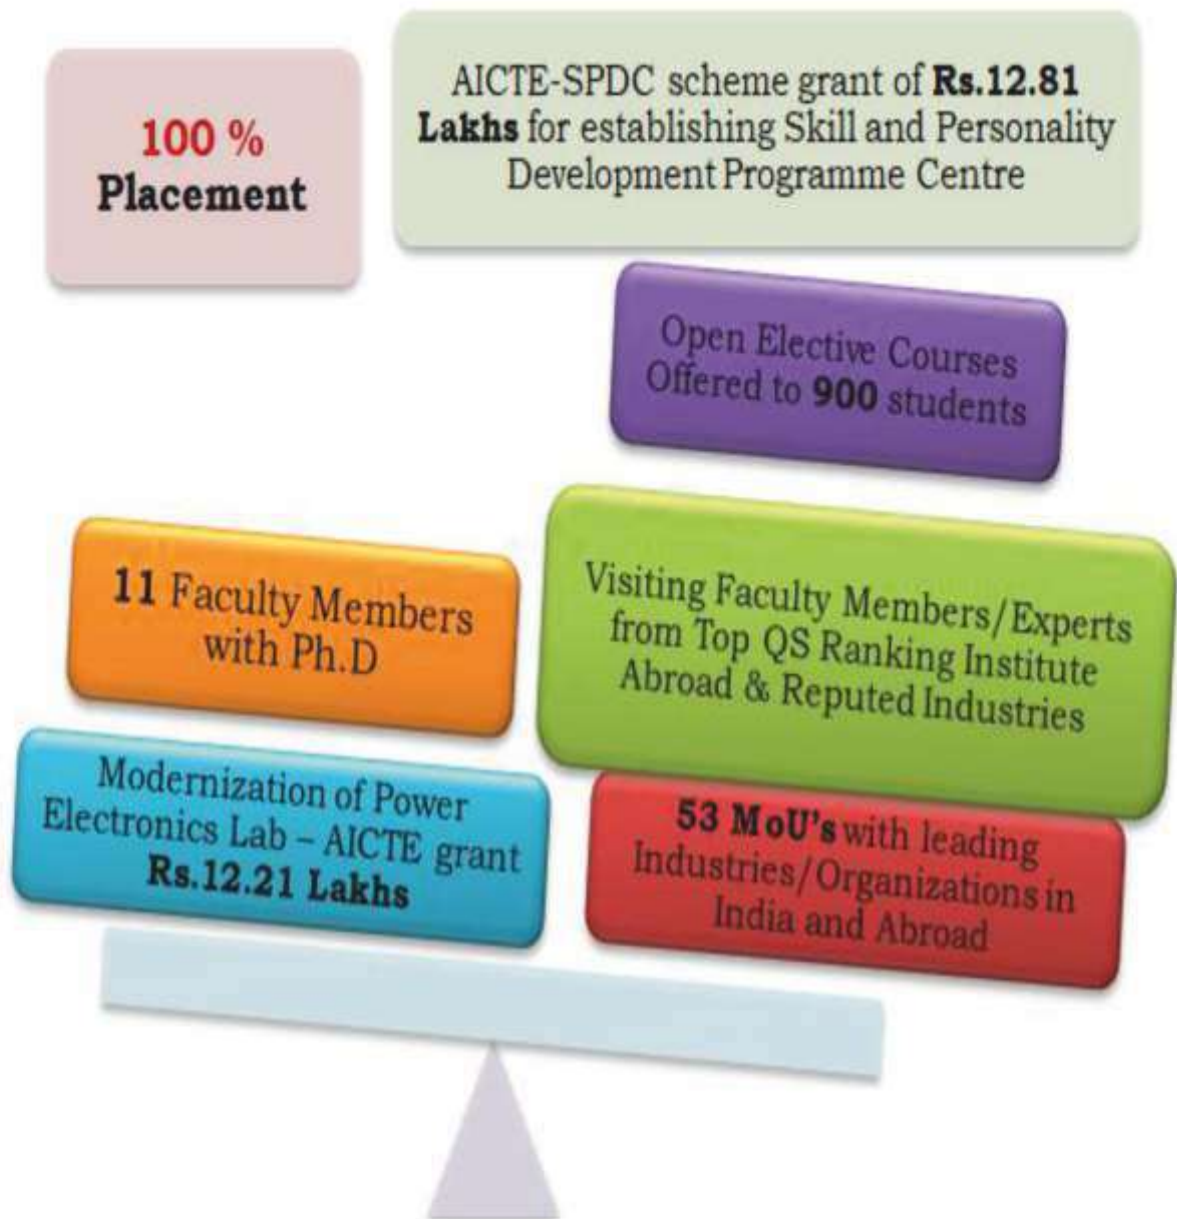 100 %
Placement
AICTE-SPDC scheme grant of Rs.12.81
Lakhs for establishing Skill and Personality
Development Programme Centre
Open Elective Courses
Offered to 900 students
11 Faculty Members
with Ph.D
Visiting Faculty Members/Experts
from Top QS Ranking Institute
Abroad & Reputed Industries
Modernization of Power
Electronics Lab – AICTE grant
Rs.12.21 Lakhs
53 MoU's with leading
Industries/Organizations in
India and Abroad